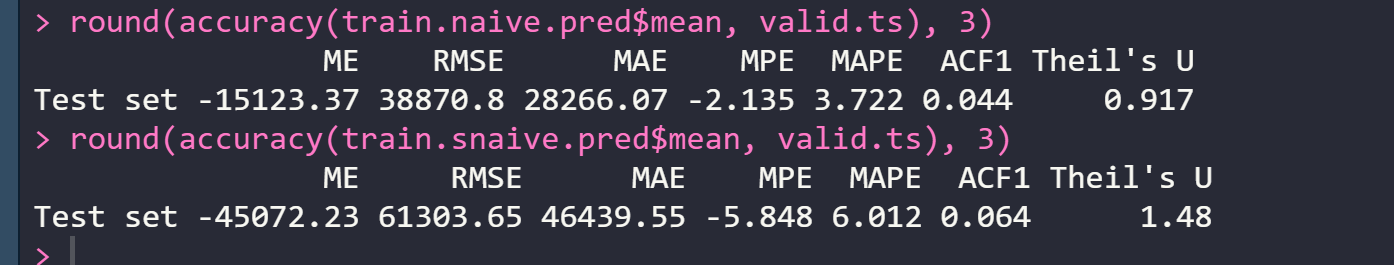 > round(accuracy(train.naive.pred$mean, valid.ts), 3)
ME RMSE MAE MPE MAPE ACF1 Theil's U
Test set -15123.37 38870.8 28266.07 -2.135 3.722 0.044 0.917
> round(accuracy(train.snaive.pred$mean, valid.ts), 3)
ME RMSE MAE MPE MAPE ACF1 Theil's U
Test set -45072.23 61303.65 46439.55 -5.848 6.012 0.064 1.48
>